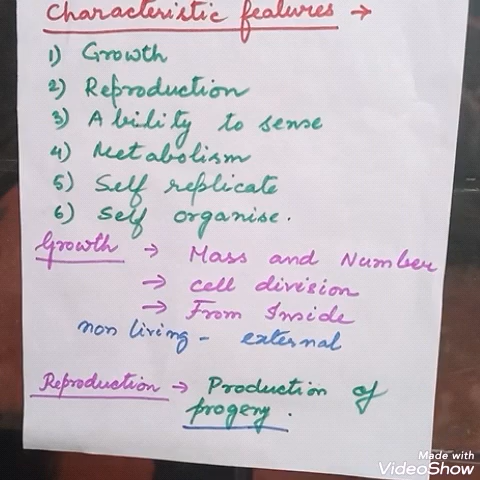 Characteristic features →
1) Growth
2) Reproduction
3) Ability to sense
4) Metabolism
5) Self replicate
6) Self organise.
Growth → Mass and Number
→ cell division
→ From Inside
non living - external
Reproduction → Production of
progeny.
Made with
VideoShow